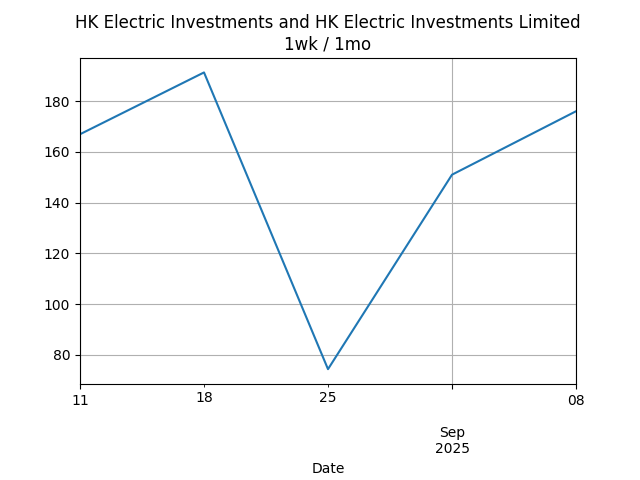 HK Electric Investments and HK Electric Investments Limited
1wk / 1mo
180
160
140
120
100
80
11
18
25
08
Sep
2025
Date